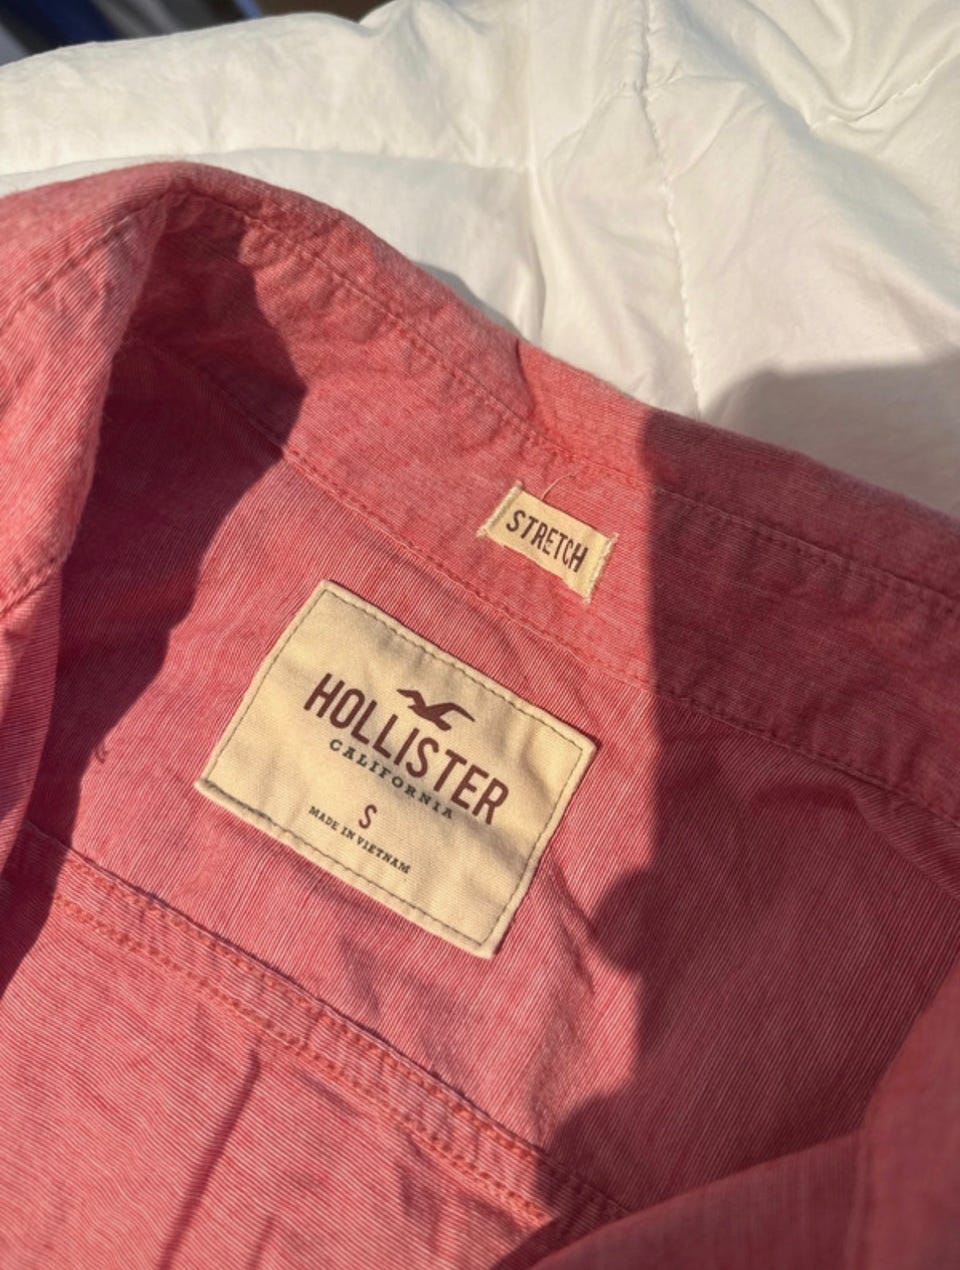 STRETCH
HOLLISTER
CALIFORNIA
S
MADE IN VIETNAM